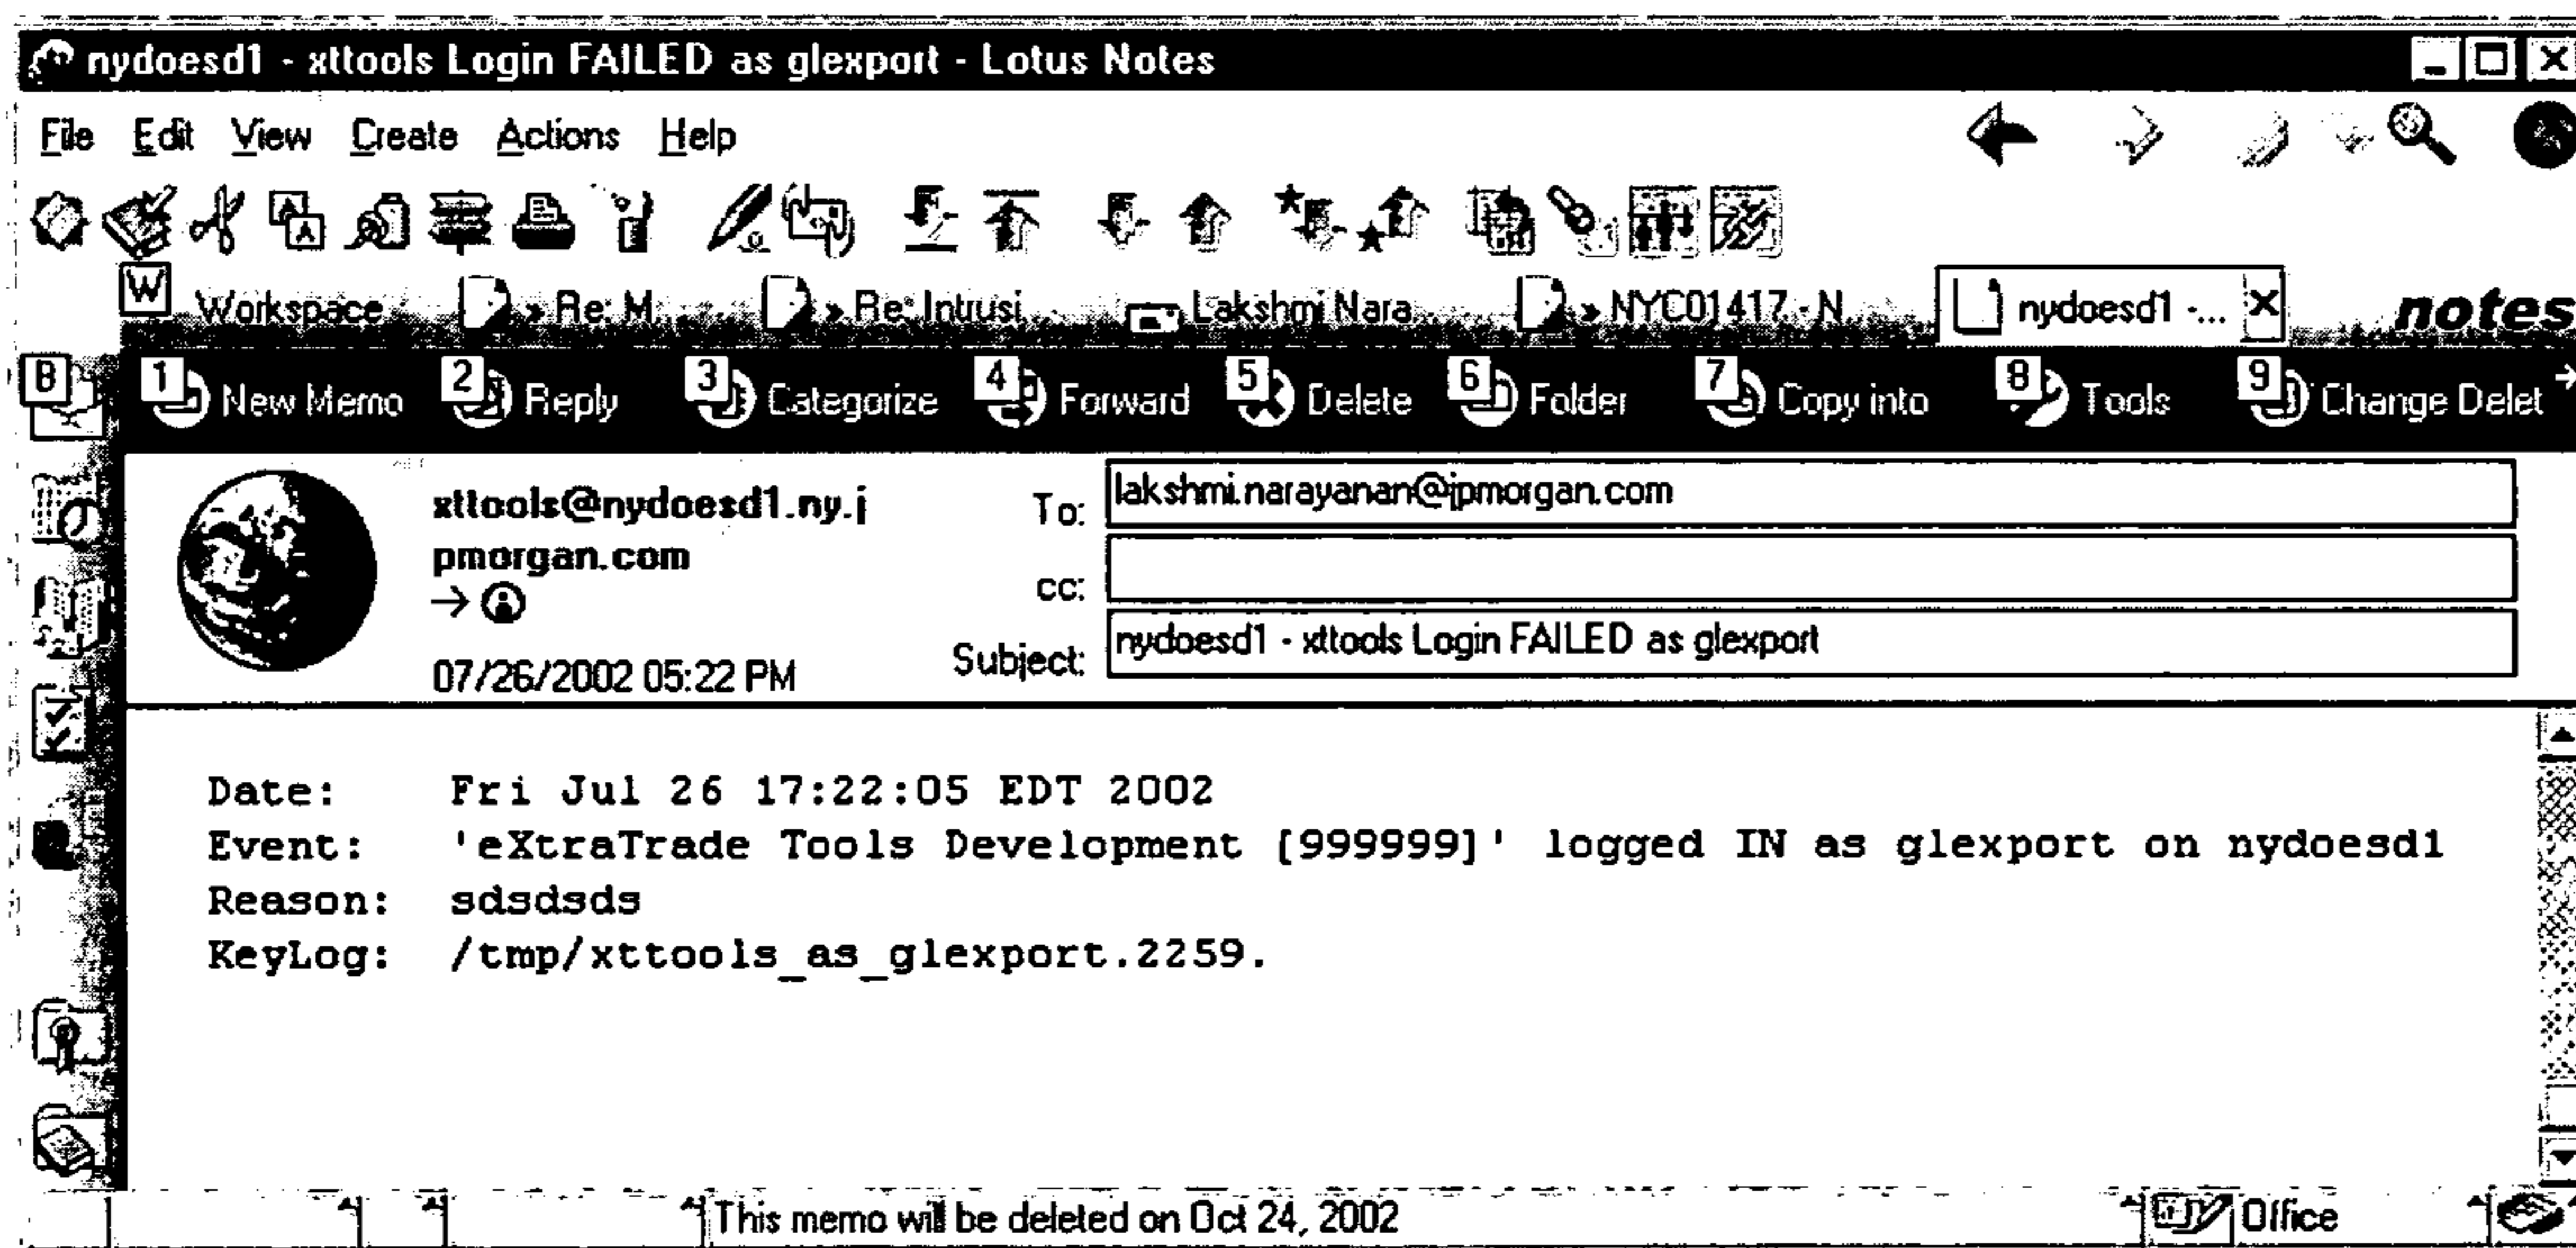 nydoesd1 - xttools Login FAILED as glexport - Lotus Notes
File Edit View Create Actions Help
W Workspace » Re: M... » Re: Intrusi... Lakshmi Nara... » NYC01417 - N... nydoesd1 -... notes
B 1 New Memo 2 Reply 3 Categorize 4 Forward 5 Delete 6 Folder 7 Copy into 8 Tools 9 Change Delet
xttools@nydoesd1.ny.j
pmorgan.com
07/26/2002 05:22 PM
To: lakshmi.narayanan@jpmorgan.com
cc:
Subject: nydoesd1 - xttools Login FAILED as glexport
Date: Fri Jul 26 17:22:05 EDT 2002
Event: 'eXtraTrade Tools Development [999999]' logged IN as glexport on nydoesd1
Reason: sdsdsds
KeyLog: /tmp/xttools_as_glexport.2259.
This memo will be deleted on Oct 24, 2002 Office